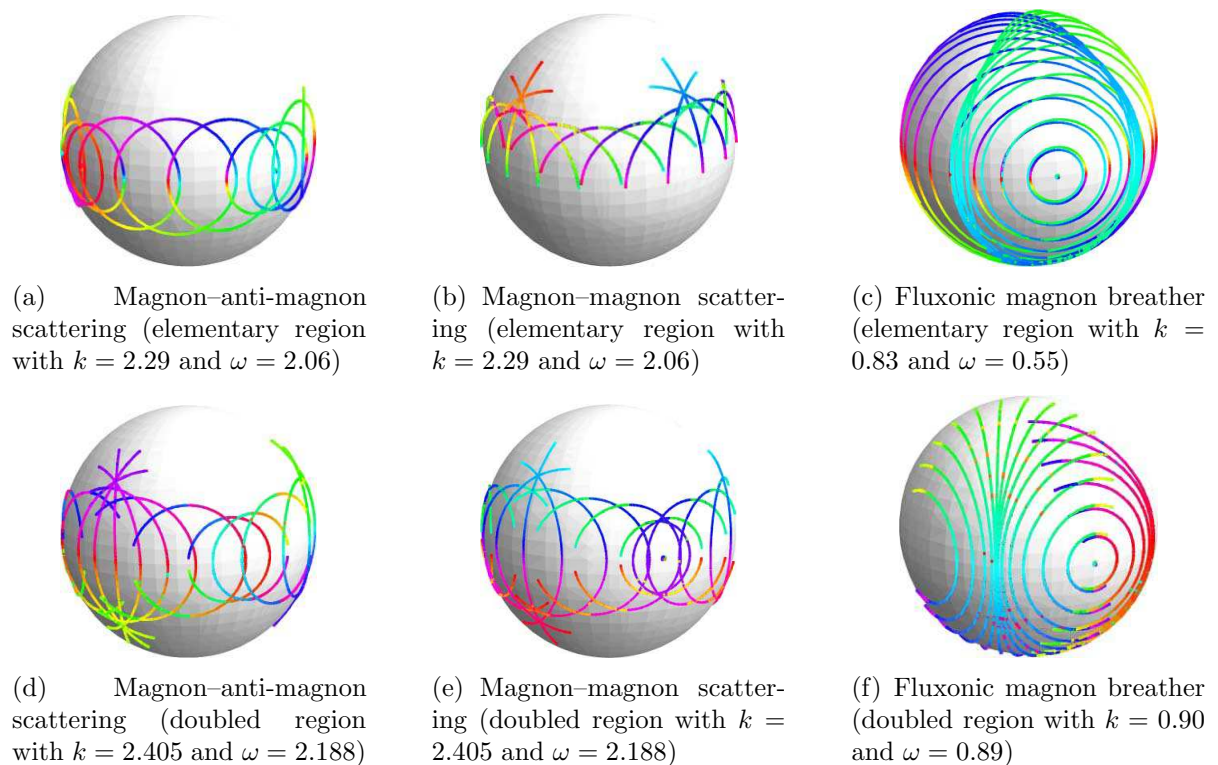 (a) Magnon–anti-magnon
scattering (elementary region
with k = 2.29 and ω = 2.06)
(b) Magnon–magnon scatter-
ing (elementary region with
k = 2.29 and ω = 2.06)
(c) Fluxonic magnon breather
(elementary region with k =
0.83 and ω = 0.55)
(d) Magnon–anti-magnon
scattering (doubled region
with k = 2.405 and ω = 2.188)
(e) Magnon–magnon scatter-
ing (doubled region with k =
2.405 and ω = 2.188)
(f) Fluxonic magnon breather
(doubled region with k = 0.90
and ω = 0.89)